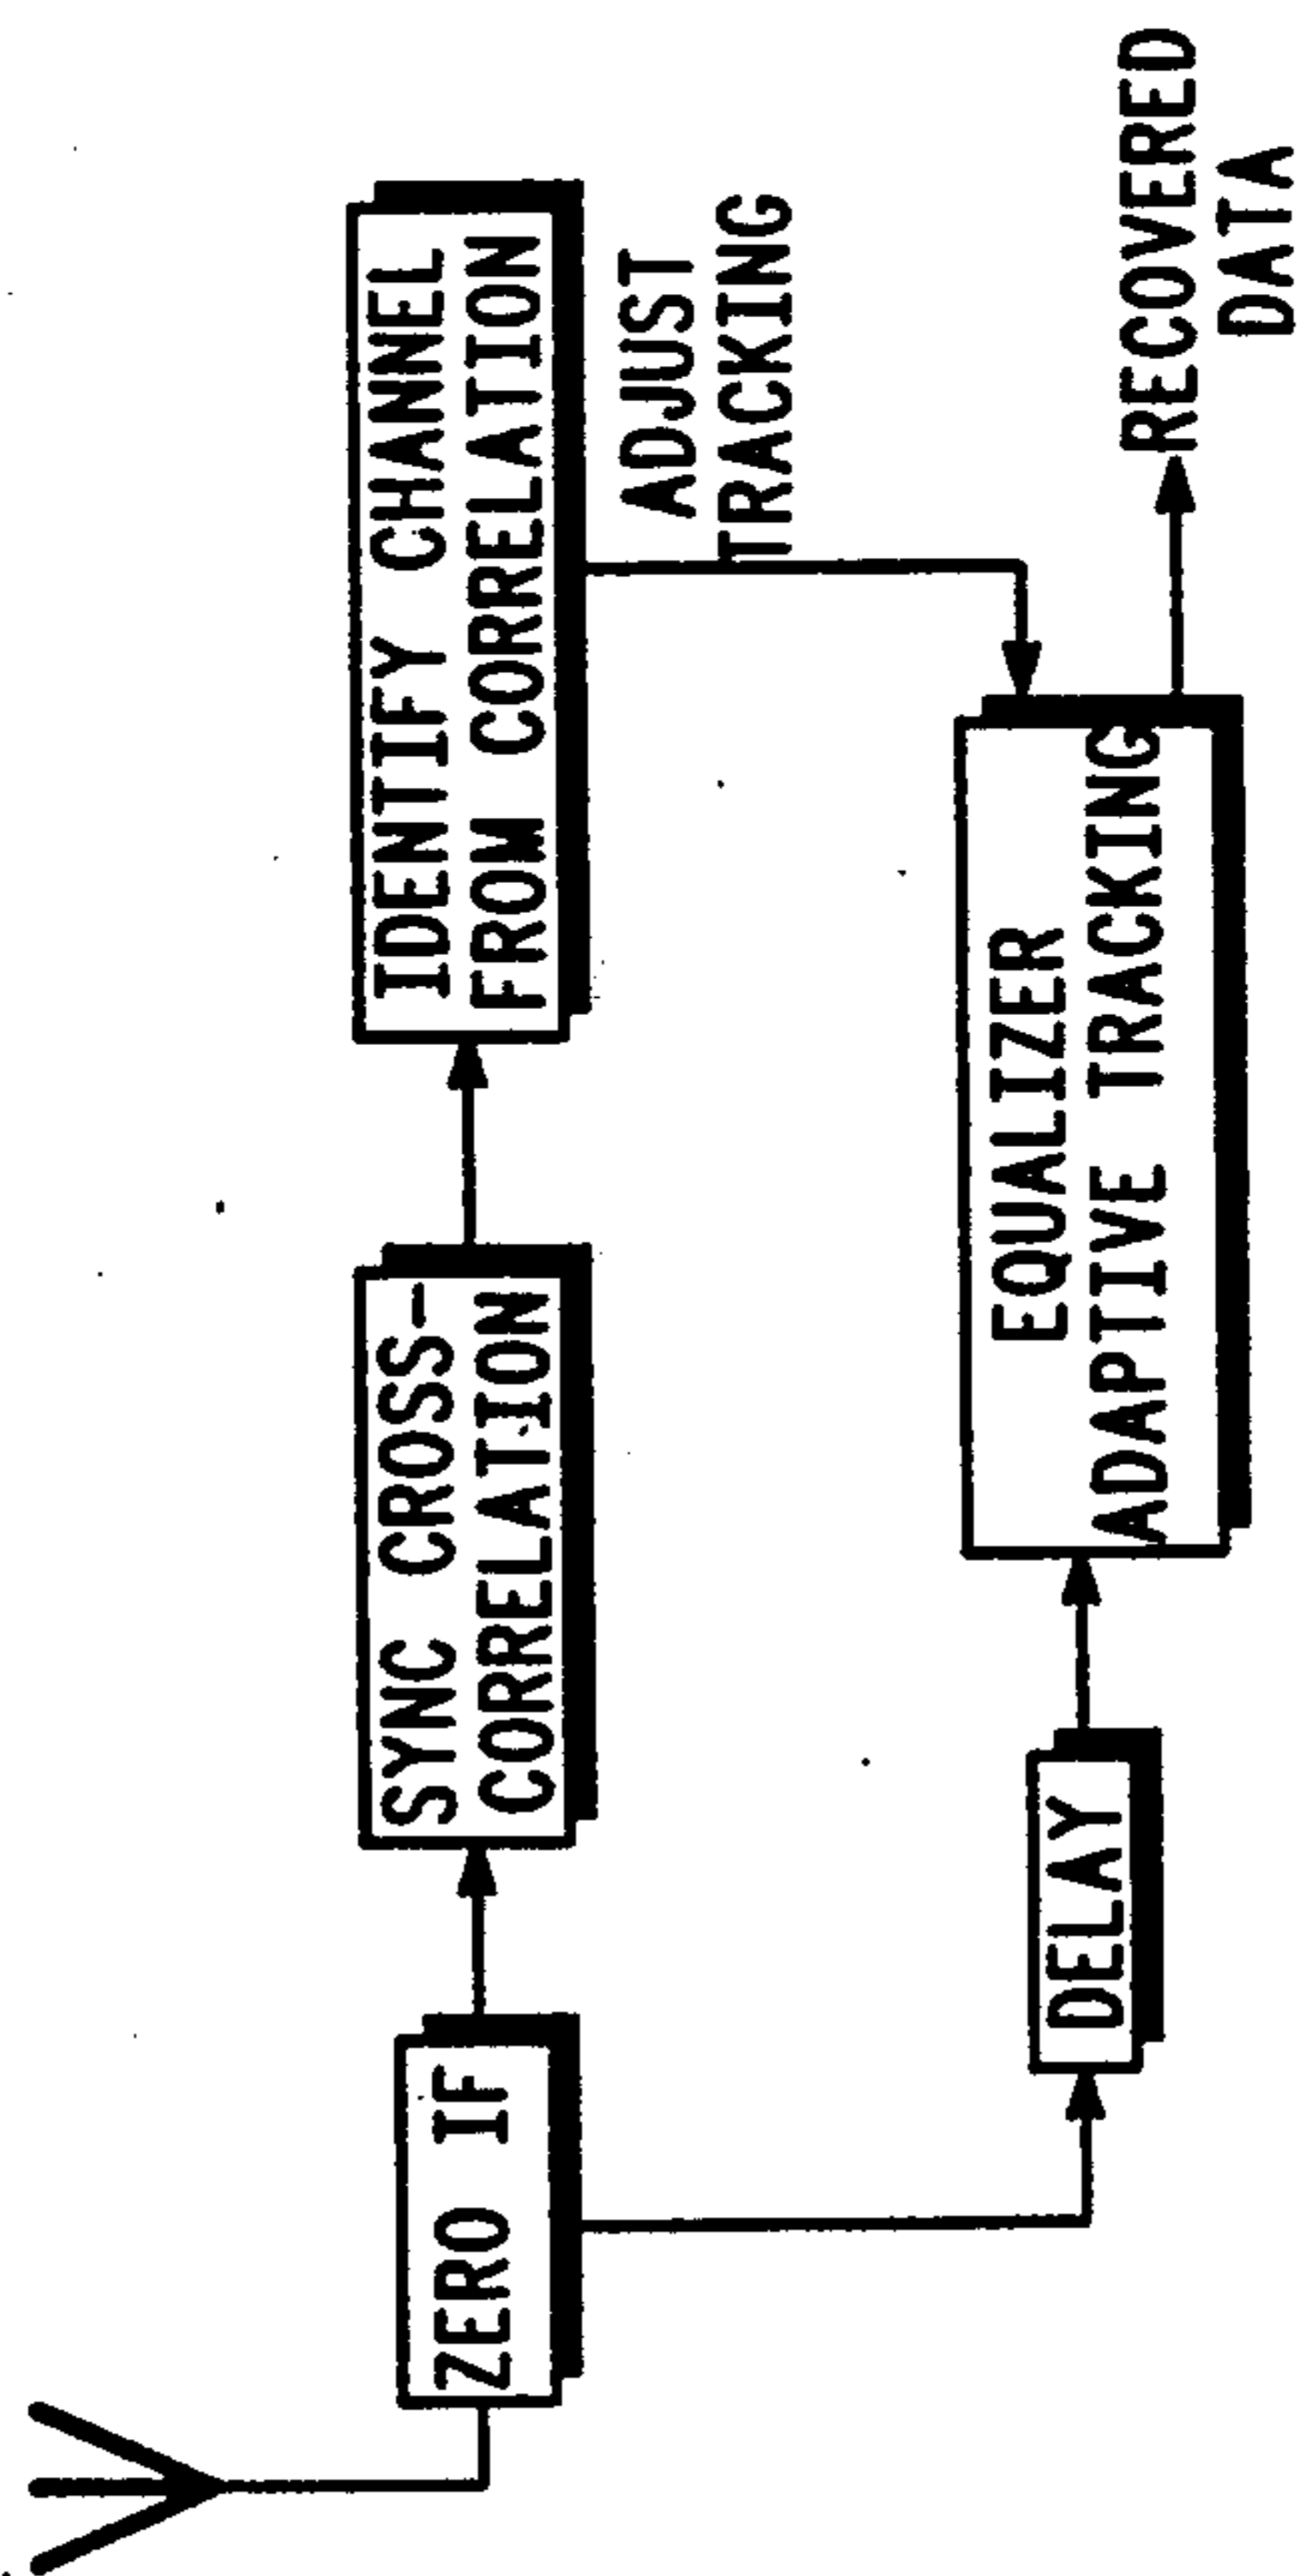 ZERO IF
SYNC CROSS-
CORRELATION
IDENTIFY CHANNEL
FROM CORRELATION
ADJUST
TRACKING
DELAY
EQUALIZER
ADAPTIVE TRACKING
RECOVERED
DATA